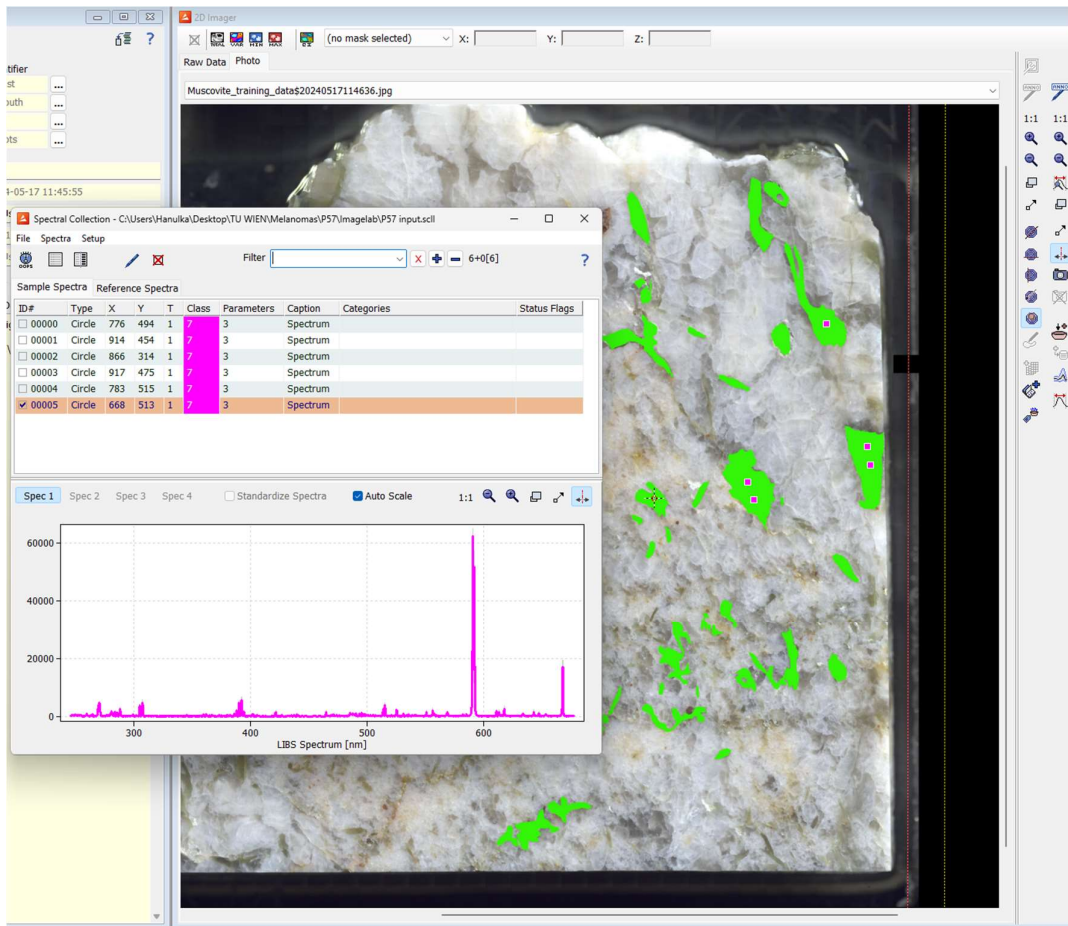 2D Imager
(no mask selected) X: Y: Z:
Raw Data Photo
Muscovite_training_data$20240517114636.jpg
?
tifier
st ...
outh ...
...
ots ...
4-05-17 11:45:55
1:1 1:1
Spectral Collection - C:\Users\Hanulka\Desktop\TU WIEN\Melanomas\P57\Imagelab\P57 input.scll
File Spectra Setup
OOPS Filter X 6+0[6] ?
Sample Spectra Reference Spectra
ID# Type X Y T Class Parameters Caption Categories Status Flags
00000 Circle 776 494 1 7 3 Spectrum
00001 Circle 914 454 1 7 3 Spectrum
00002 Circle 866 314 1 7 3 Spectrum
00003 Circle 917 475 1 7 3 Spectrum
00004 Circle 783 515 1 7 3 Spectrum
00005 Circle 668 513 1 7 3 Spectrum
Spec 1 Spec 2 Spec 3 Spec 4 Standardize Spectra Auto Scale 1:1
60000
40000
20000
0
300 400 500 600
LIBS Spectrum [nm]